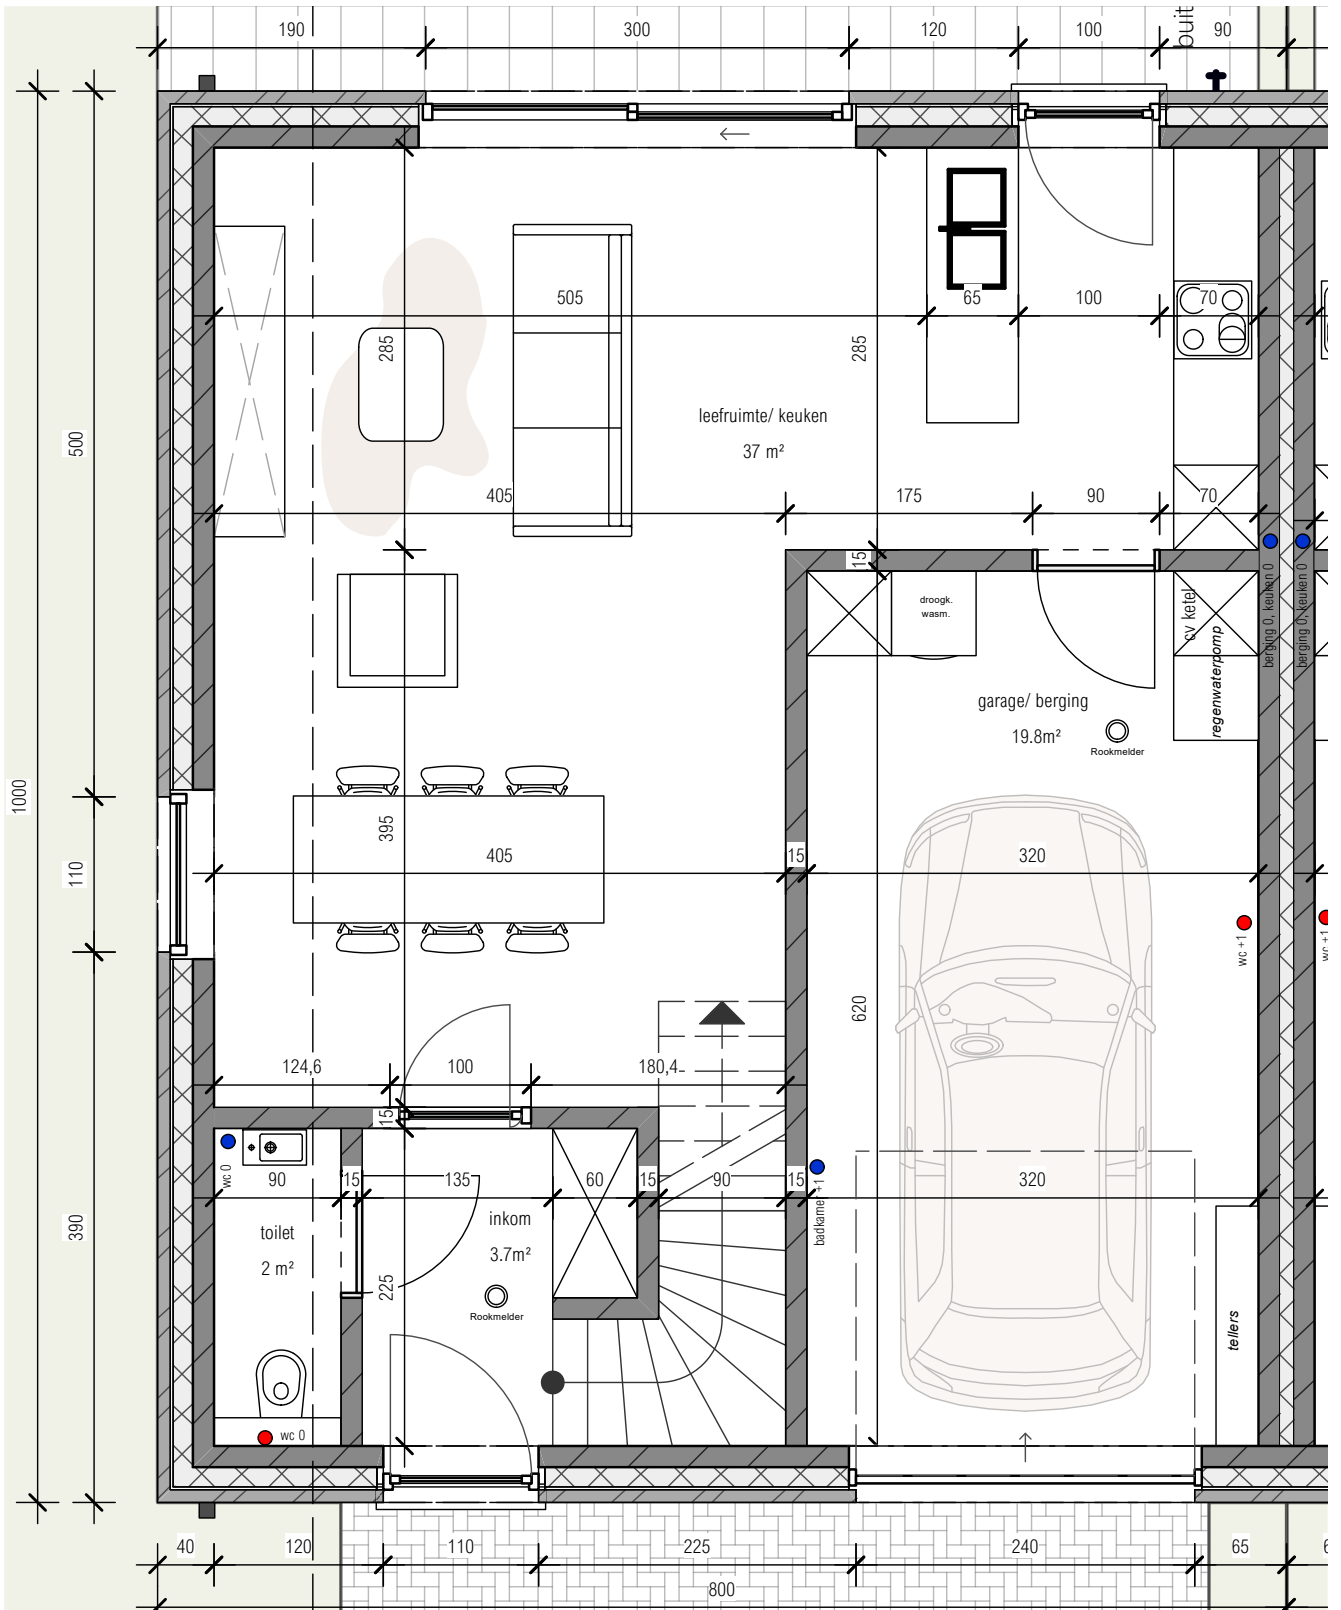 190
300
120
100
buit
90
505
65
100
70
285
285
leefruimte/ keuken
37 m²
500
405
175
90
70
15
droogk.
wasm.
cv ketel
regenwaterpomp
berging 0, keuken 0
berging 0, keuken 0
garage/ berging
19.8m²
Rookmelder
1000
110
395
405
15
320
wc +1
wc +1
620
124,6
100
180,4
15
wc 0
90
15
135
60
15
90
15
320
badkamer +1
390
toilet
2 m²
inkom
3.7m²
225
Rookmelder
tellers
wc 0
40
120
110
225
240
65
6
800